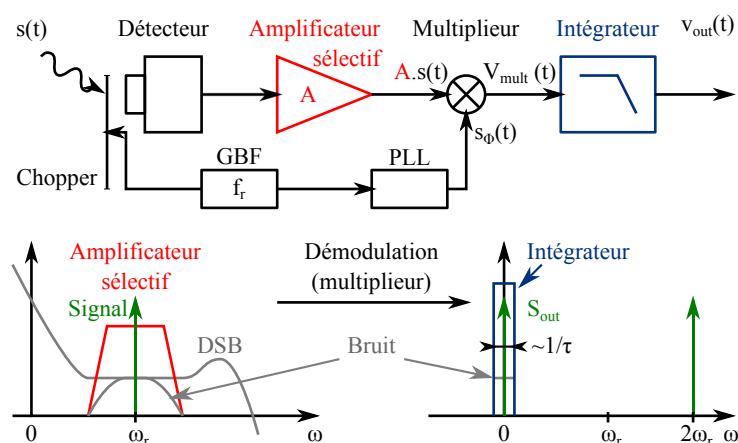 s(t)
Détecteur
Amplificateur
sélectif
Multiplieur
Intégrateur
v_out(t)
A
A.s(t)
V_mult (t)
s_Φ(t)
Chopper
GBF
f_r
PLL
Amplificateur
sélectif
Signal
DSB
Bruit
0
ω_r
ω
Démodulation
(multiplieur)
Intégrateur
S_out
~1/τ
0
ω_r
2ω_r
ω